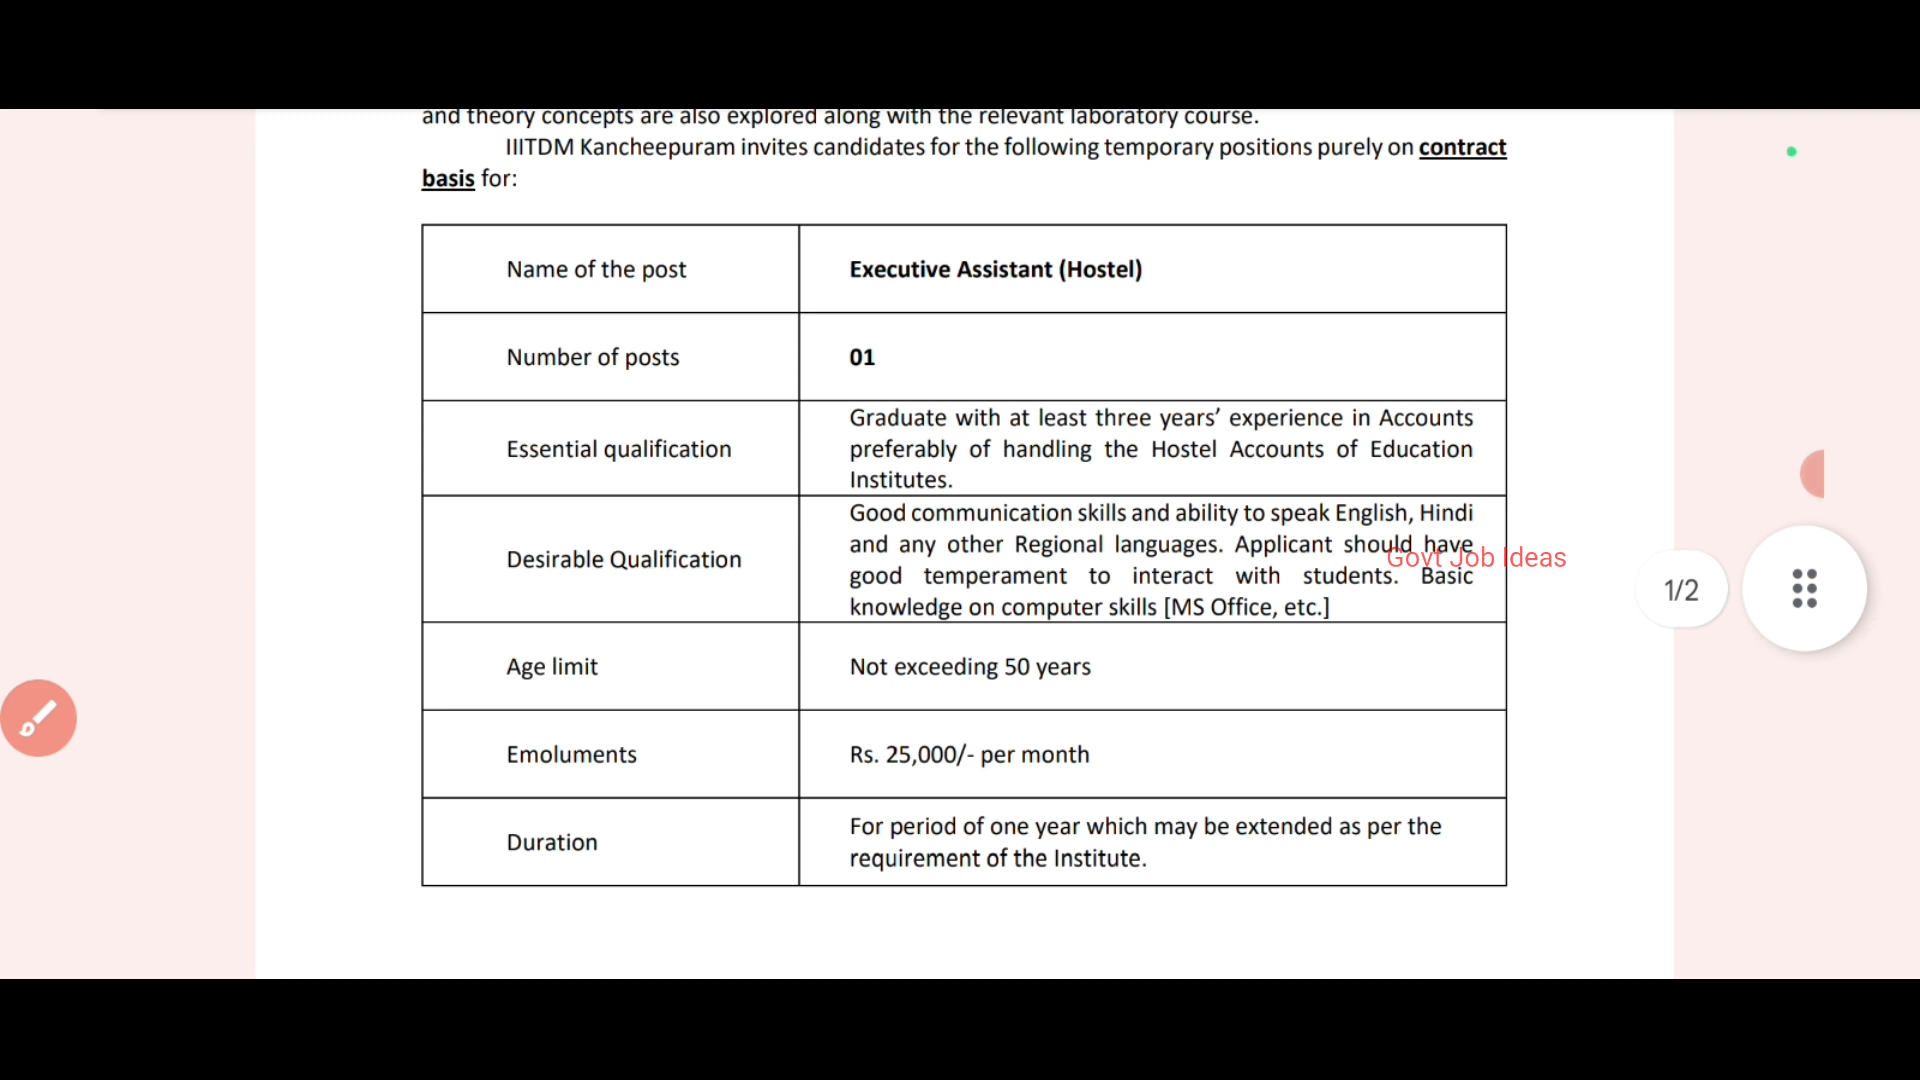 and theory concepts are also explored along with the relevant laboratory course.
IIITDM Kancheepuram invites candidates for the following temporary positions purely on contract
basis for:
Name of the post
Executive Assistant (Hostel)
Number of posts
01
Essential qualification
Graduate with at least three years’ experience in Accounts
preferably of handling the Hostel Accounts of Education
Institutes.
Desirable Qualification
Good communication skills and ability to speak English, Hindi
and any other Regional languages. Applicant should have
good temperament to interact with students. Basic
knowledge on computer skills [MS Office, etc.]
Govt Job Ideas
1/2
Age limit
Not exceeding 50 years
Emoluments
Rs. 25,000/- per month
Duration
For period of one year which may be extended as per the
requirement of the Institute.